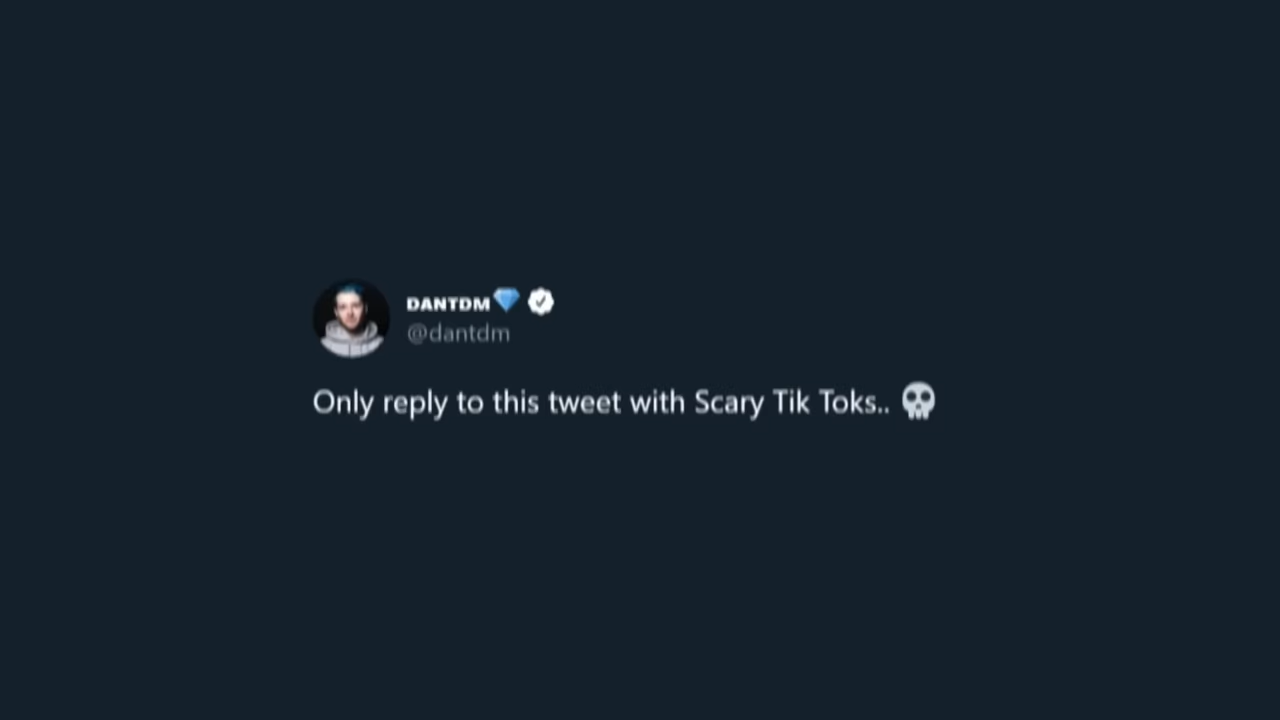 DANTDM💎
@dantdm
Only reply to this tweet with Scary Tik Toks.. 💀